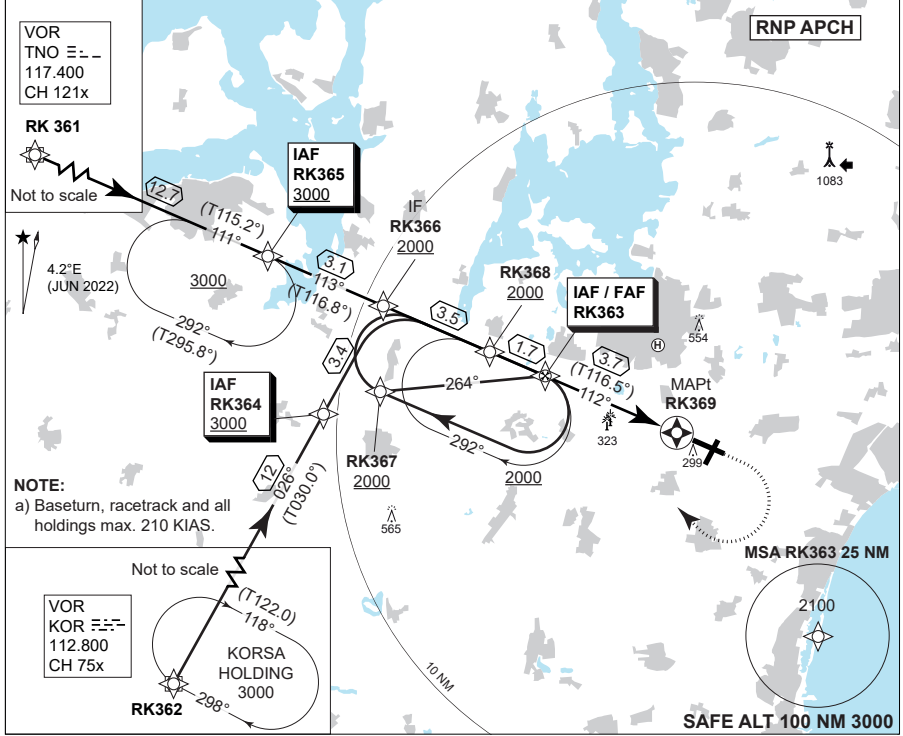 RNP APCH
VOR
TNO
117.400
CH 121x
RK 361
Not to scale
12.7
(T115.2°)
111°
IAF
RK365
3000
1083
4.2°E
(JUN 2022)
3000
292°
(T295.8°)
3.1
113°
(T116.8°)
IF
RK366
2000
3.5
RK368
2000
1.7
IAF / FAF
RK363
H
554
3.7
(T116.5°)
112°
MAPt
RK369
323
299
3.4
IAF
RK364
3000
264°
292°
2000
RK367
2000
565
12
026°
(T030.0°)
NOTE:
a) Baseturn, racetrack and all
holdings max. 210 KIAS.
Not to scale
VOR
KOR
112.800
CH 75x
(T122.0)
118°
KORSA
HOLDING
3000
298°
RK362
10 NM
MSA RK363 25 NM
2100
SAFE ALT 100 NM 3000